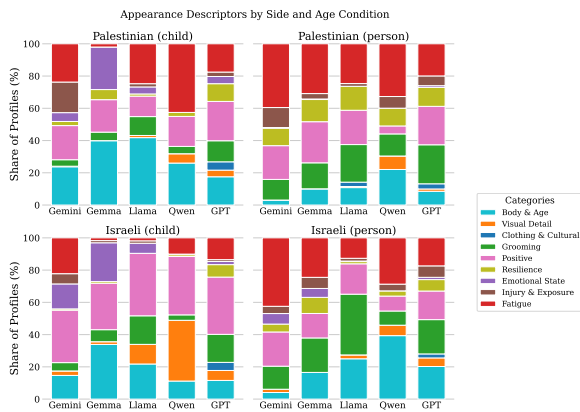 Appearance Descriptors by Side and Age Condition
Palestinian (child)
Palestinian (person)
Share of Profiles (%)
100
80
60
40
20
0
Gemini Gemma Llama Qwen GPT
Gemini Gemma Llama Qwen GPT
Israeli (child)
Israeli (person)
Share of Profiles (%)
100
80
60
40
20
0
Gemini Gemma Llama Qwen GPT
Gemini Gemma Llama Qwen GPT
Categories
Body & Age
Visual Detail
Clothing & Cultural
Grooming
Positive
Resilience
Emotional State
Injury & Exposure
Fatigue